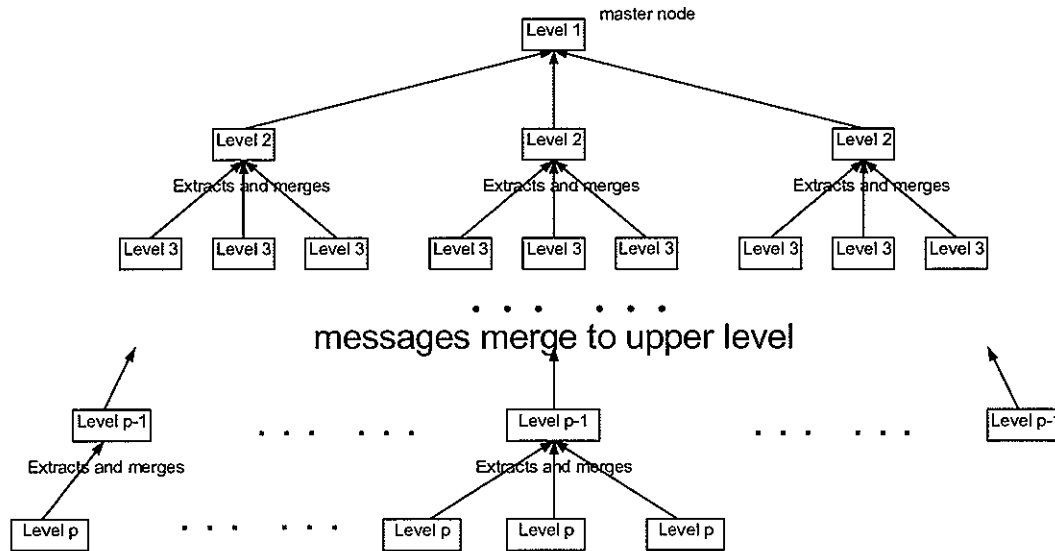 master node
Level 1
Level 2 Level 2 Level 2
Extracts and merges Extracts and merges Extracts and merges
Level 3 Level 3 Level 3 Level 3 Level 3 Level 3 Level 3 Level 3 Level 3
. . . . . .
messages merge to upper level
Level p-1 . . . . . . Level p-1 . . . . . . Level p-1
Extracts and merges Extracts and merges
Level p . . . . . . Level p Level p Level p